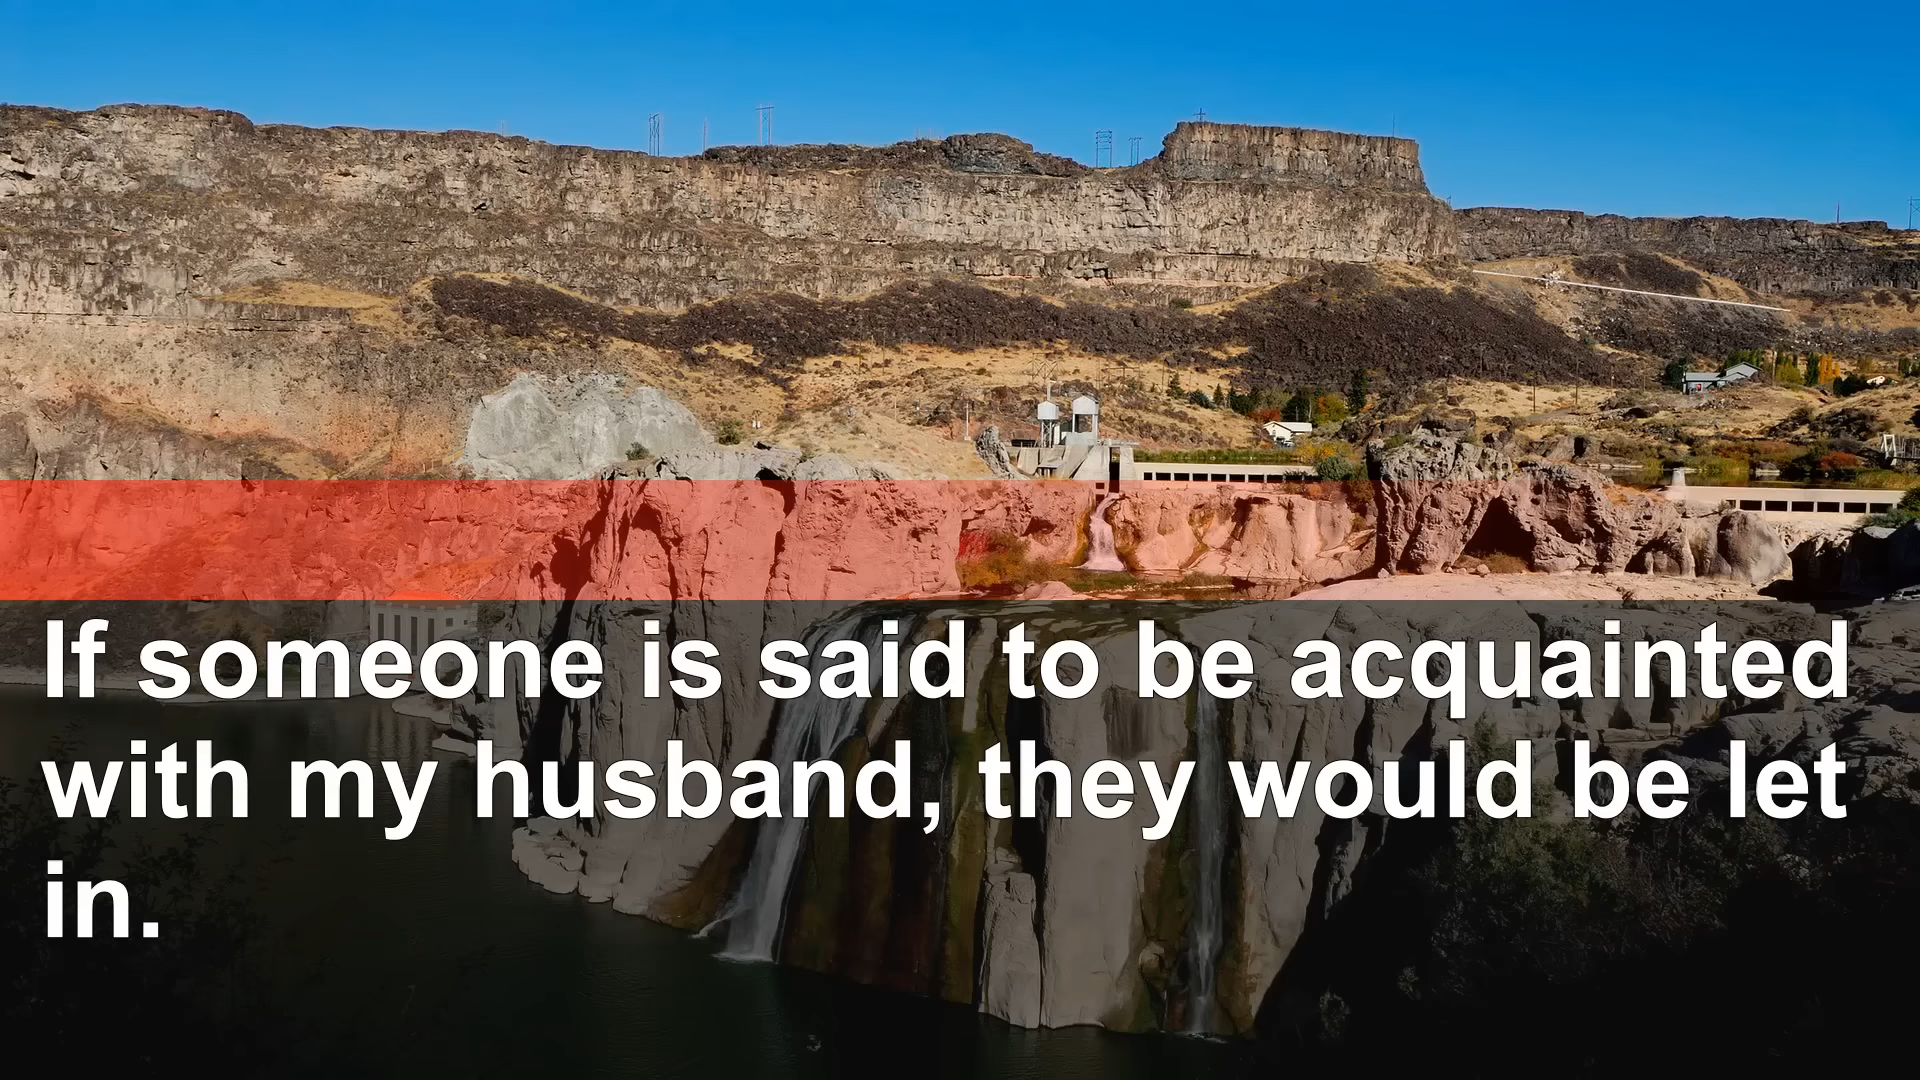 If someone is said to be acquainted
with my husband, they would be let
in.